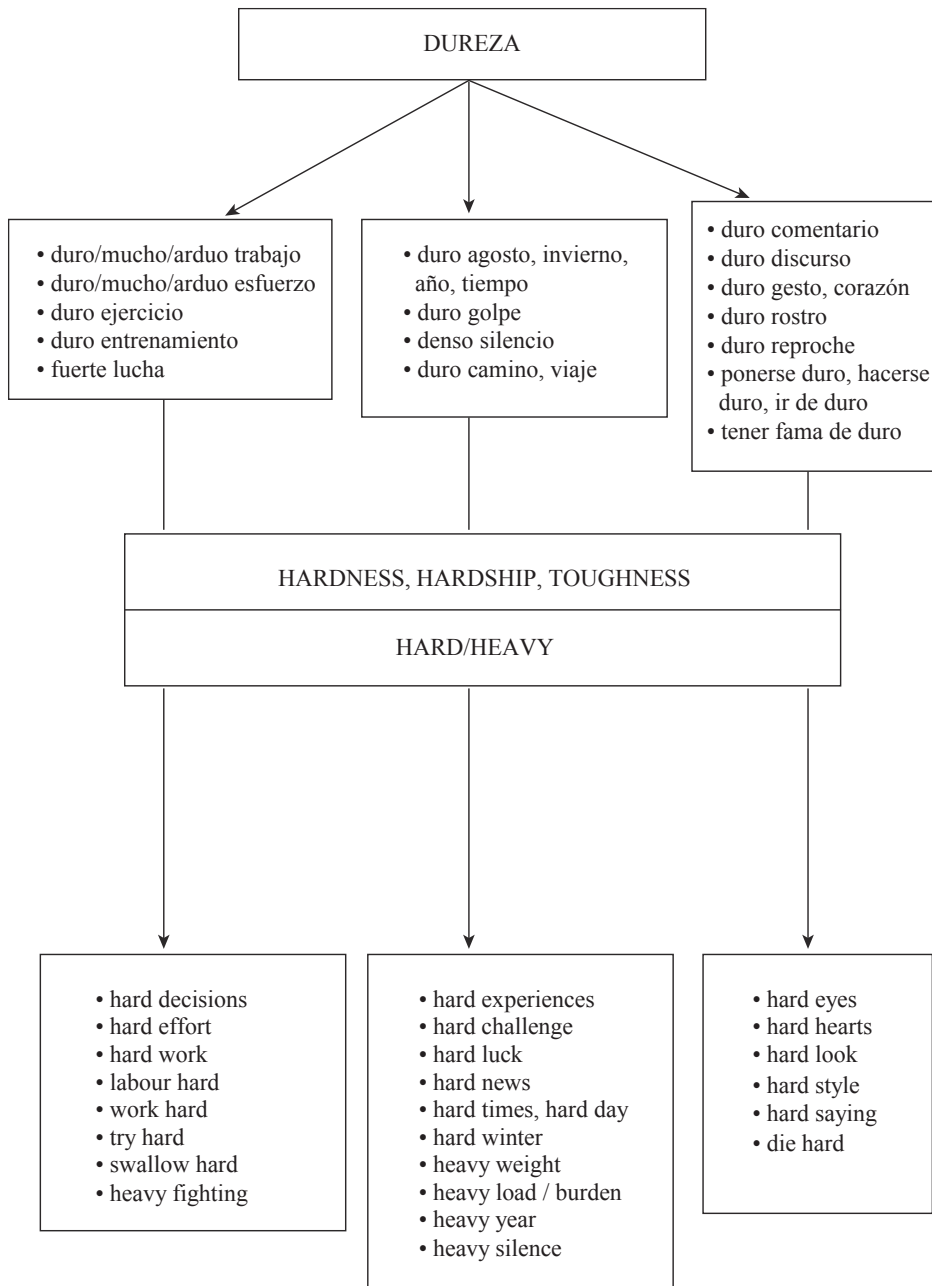 DUREZA
• duro/mucho/arduo trabajo
• duro/mucho/arduo esfuerzo
• duro ejercicio
• duro entrenamiento
• fuerte lucha
• duro agosto, invierno,
año, tiempo
• duro golpe
• denso silencio
• duro camino, viaje
• duro comentario
• duro discurso
• duro gesto, corazón
• duro rostro
• duro reproche
• ponerse duro, hacerse
duro, ir de duro
• tener fama de duro
HARDNESS, HARDSHIP, TOUGHNESS
HARD/HEAVY
• hard decisions
• hard effort
• hard work
• labour hard
• work hard
• try hard
• swallow hard
• heavy fighting
• hard experiences
• hard challenge
• hard luck
• hard news
• hard times, hard day
• hard winter
• heavy weight
• heavy load / burden
• heavy year
• heavy silence
• hard eyes
• hard hearts
• hard look
• hard style
• hard saying
• die hard